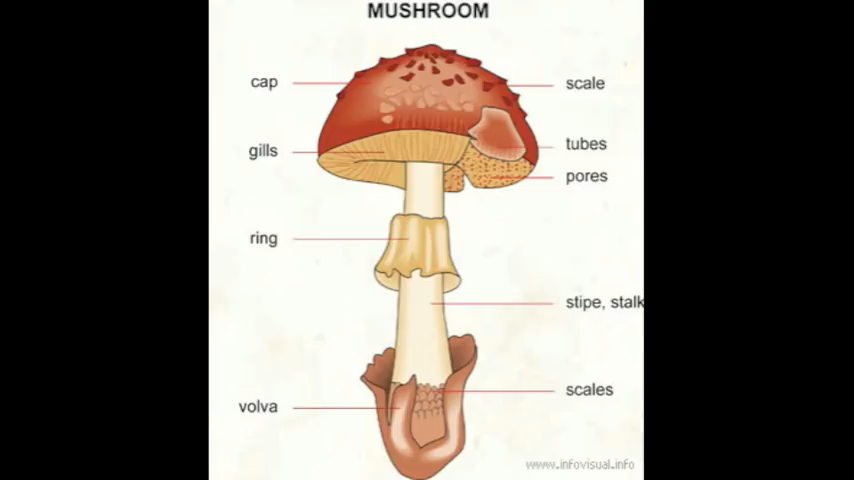 MUSHROOM
cap
scale
gills
tubes
pores
ring
stipe, stalk
volva
scales
www.infovisual.info